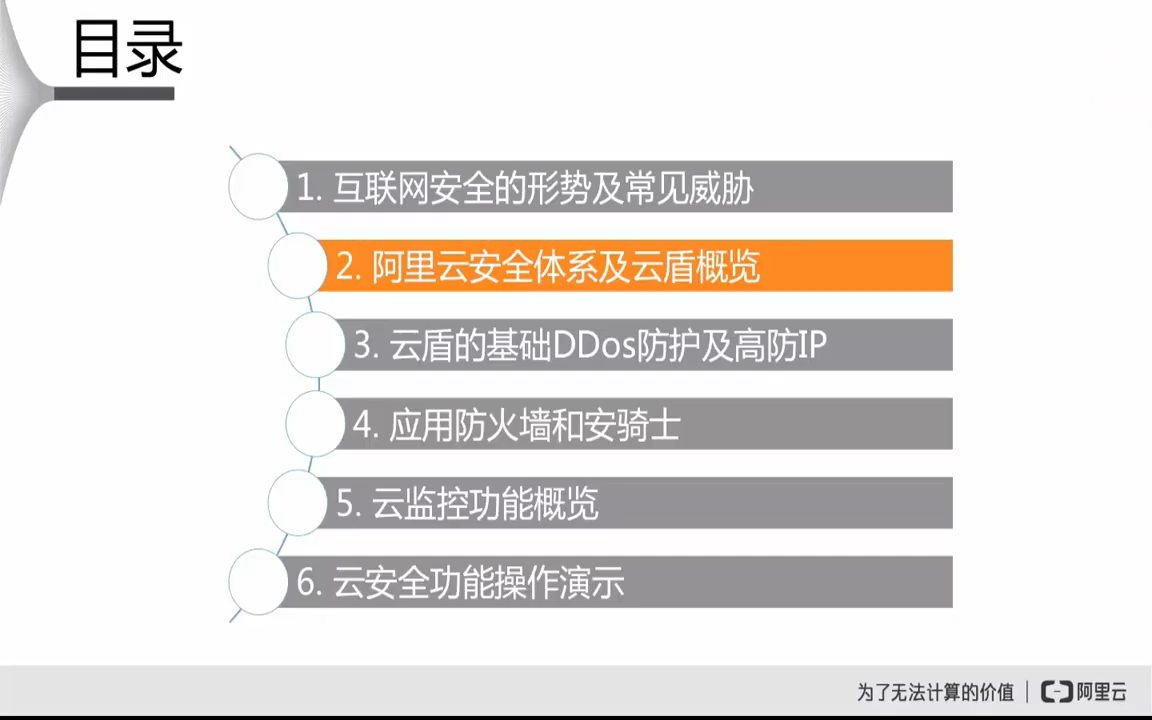 目录
1. 互联网安全的形势及常见威胁
2. 阿里云安全体系及云盾概览
3. 云盾的基础DDos防护及高防IP
4. 应用防火墙和安骑士
5. 云监控功能概览
6. 云安全功能操作演示
为了无法计算的价值 | 阿里云